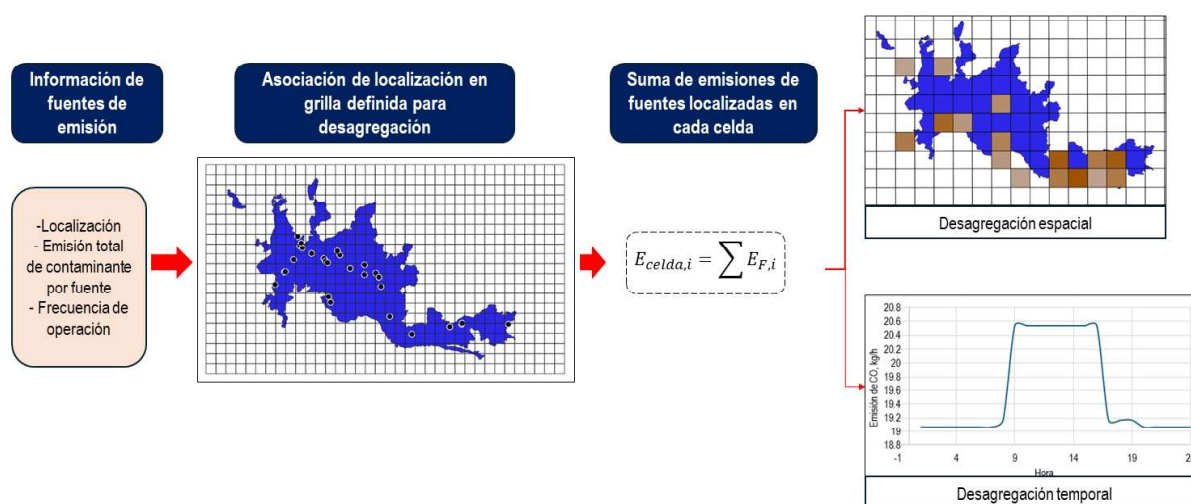 Información de
fuentes de
emisión
-Localización
- Emisión total
de contaminante
por fuente
- Frecuencia de
operación
Asociación de localización en
grilla definida para
desagregación
Suma de emisiones de
fuentes localizadas en
cada celda
E_{celda,i} = ∑ E_{F,i}
Desagregación espacial
Emisión de CO, kg/h
20.8
20.6
20.4
20.2
20
19.8
19.6
19.4
19.2
19
18.8
-1 4 9 14 19
Hora
Desagregación temporal